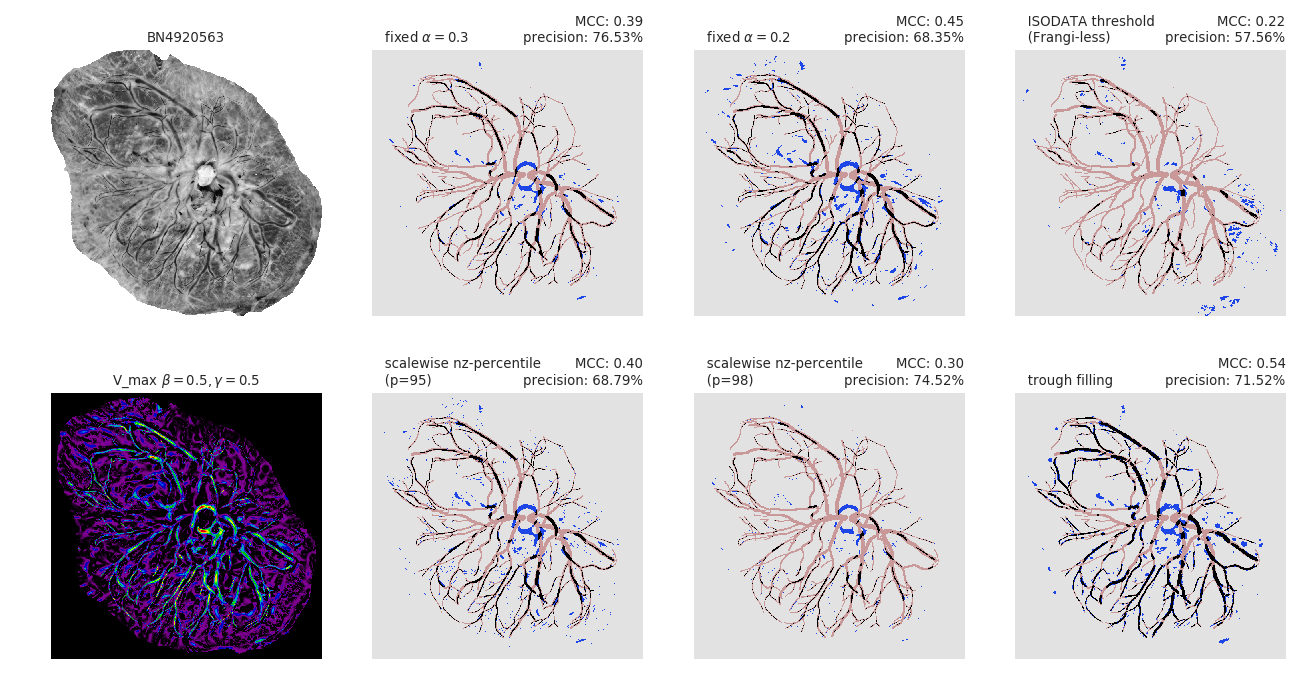 BN4920563
fixed α = 0.3
MCC: 0.39
precision: 76.53%
fixed α = 0.2
MCC: 0.45
precision: 68.35%
ISODATA threshold
(Frangi-less)
MCC: 0.22
precision: 57.56%
V_max β = 0.5, γ = 0.5
scalewise nz-percentile
(p=95)
MCC: 0.40
precision: 68.79%
scalewise nz-percentile
(p=98)
MCC: 0.30
precision: 74.52%
trough filling
MCC: 0.54
precision: 71.52%